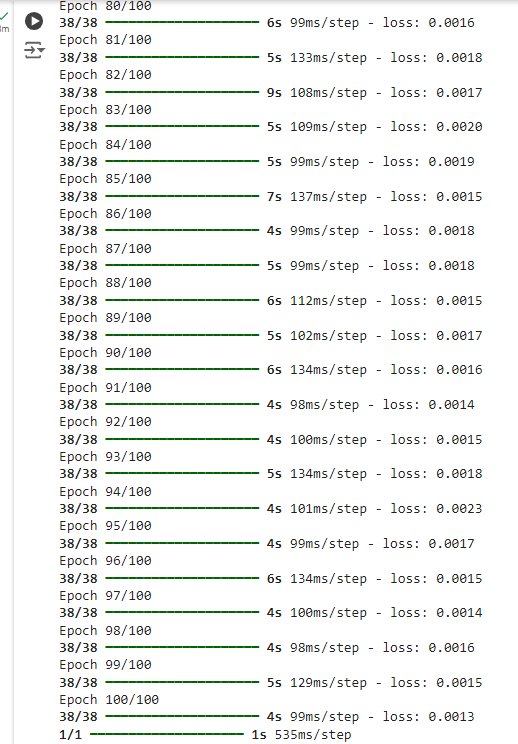 Epoch 80/100
38/38 6s 99ms/step - loss: 0.0016
Epoch 81/100
38/38 5s 133ms/step - loss: 0.0018
Epoch 82/100
38/38 9s 108ms/step - loss: 0.0017
Epoch 83/100
38/38 5s 109ms/step - loss: 0.0020
Epoch 84/100
38/38 5s 99ms/step - loss: 0.0019
Epoch 85/100
38/38 7s 137ms/step - loss: 0.0015
Epoch 86/100
38/38 4s 99ms/step - loss: 0.0018
Epoch 87/100
38/38 5s 99ms/step - loss: 0.0018
Epoch 88/100
38/38 6s 112ms/step - loss: 0.0015
Epoch 89/100
38/38 5s 102ms/step - loss: 0.0017
Epoch 90/100
38/38 6s 134ms/step - loss: 0.0016
Epoch 91/100
38/38 4s 98ms/step - loss: 0.0014
Epoch 92/100
38/38 4s 100ms/step - loss: 0.0015
Epoch 93/100
38/38 5s 134ms/step - loss: 0.0018
Epoch 94/100
38/38 4s 101ms/step - loss: 0.0023
Epoch 95/100
38/38 4s 99ms/step - loss: 0.0017
Epoch 96/100
38/38 6s 134ms/step - loss: 0.0015
Epoch 97/100
38/38 4s 100ms/step - loss: 0.0014
Epoch 98/100
38/38 4s 98ms/step - loss: 0.0016
Epoch 99/100
38/38 5s 129ms/step - loss: 0.0015
Epoch 100/100
38/38 4s 99ms/step - loss: 0.0013
1/1 1s 535ms/step